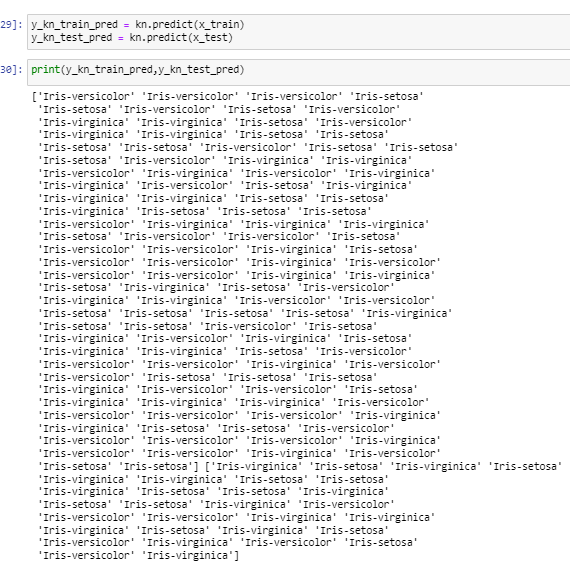 29]: y_kn_train_pred = kn.predict(x_train)
y_kn_test_pred = kn.predict(x_test)
30]: print(y_kn_train_pred,y_kn_test_pred)
['Iris-versicolor' 'Iris-versicolor' 'Iris-versicolor' 'Iris-setosa'
'Iris-setosa' 'Iris-versicolor' 'Iris-setosa' 'Iris-versicolor'
'Iris-virginica' 'Iris-virginica' 'Iris-setosa' 'Iris-versicolor'
'Iris-virginica' 'Iris-virginica' 'Iris-setosa' 'Iris-setosa'
'Iris-setosa' 'Iris-setosa' 'Iris-versicolor' 'Iris-setosa' 'Iris-setosa'
'Iris-setosa' 'Iris-versicolor' 'Iris-virginica' 'Iris-virginica'
'Iris-versicolor' 'Iris-virginica' 'Iris-versicolor' 'Iris-virginica'
'Iris-virginica' 'Iris-versicolor' 'Iris-setosa' 'Iris-virginica'
'Iris-virginica' 'Iris-virginica' 'Iris-setosa' 'Iris-setosa'
'Iris-virginica' 'Iris-setosa' 'Iris-setosa' 'Iris-setosa'
'Iris-versicolor' 'Iris-virginica' 'Iris-virginica' 'Iris-virginica'
'Iris-setosa' 'Iris-versicolor' 'Iris-versicolor' 'Iris-setosa'
'Iris-versicolor' 'Iris-versicolor' 'Iris-virginica' 'Iris-setosa'
'Iris-versicolor' 'Iris-virginica' 'Iris-virginica' 'Iris-versicolor'
'Iris-versicolor' 'Iris-virginica' 'Iris-virginica' 'Iris-virginica'
'Iris-setosa' 'Iris-virginica' 'Iris-setosa' 'Iris-versicolor'
'Iris-virginica' 'Iris-virginica' 'Iris-versicolor' 'Iris-versicolor'
'Iris-setosa' 'Iris-setosa' 'Iris-setosa' 'Iris-setosa' 'Iris-virginica'
'Iris-setosa' 'Iris-setosa' 'Iris-versicolor' 'Iris-setosa'
'Iris-virginica' 'Iris-versicolor' 'Iris-virginica' 'Iris-setosa'
'Iris-virginica' 'Iris-virginica' 'Iris-setosa' 'Iris-versicolor'
'Iris-versicolor' 'Iris-versicolor' 'Iris-virginica' 'Iris-versicolor'
'Iris-versicolor' 'Iris-setosa' 'Iris-setosa' 'Iris-setosa'
'Iris-virginica' 'Iris-versicolor' 'Iris-versicolor' 'Iris-setosa'
'Iris-virginica' 'Iris-virginica' 'Iris-virginica' 'Iris-versicolor'
'Iris-versicolor' 'Iris-versicolor' 'Iris-versicolor' 'Iris-virginica'
'Iris-virginica' 'Iris-setosa' 'Iris-setosa' 'Iris-versicolor'
'Iris-versicolor' 'Iris-versicolor' 'Iris-versicolor' 'Iris-virginica'
'Iris-versicolor' 'Iris-versicolor' 'Iris-virginica' 'Iris-versicolor'
'Iris-setosa' 'Iris-setosa'] ['Iris-virginica' 'Iris-setosa' 'Iris-virginica' 'Iris-setosa'
'Iris-virginica' 'Iris-virginica' 'Iris-setosa' 'Iris-setosa'
'Iris-virginica' 'Iris-setosa' 'Iris-setosa' 'Iris-virginica'
'Iris-setosa' 'Iris-setosa' 'Iris-virginica' 'Iris-versicolor'
'Iris-versicolor' 'Iris-versicolor' 'Iris-virginica' 'Iris-virginica'
'Iris-virginica' 'Iris-setosa' 'Iris-virginica' 'Iris-setosa'
'Iris-virginica' 'Iris-virginica' 'Iris-versicolor' 'Iris-setosa'
'Iris-versicolor' 'Iris-virginica']